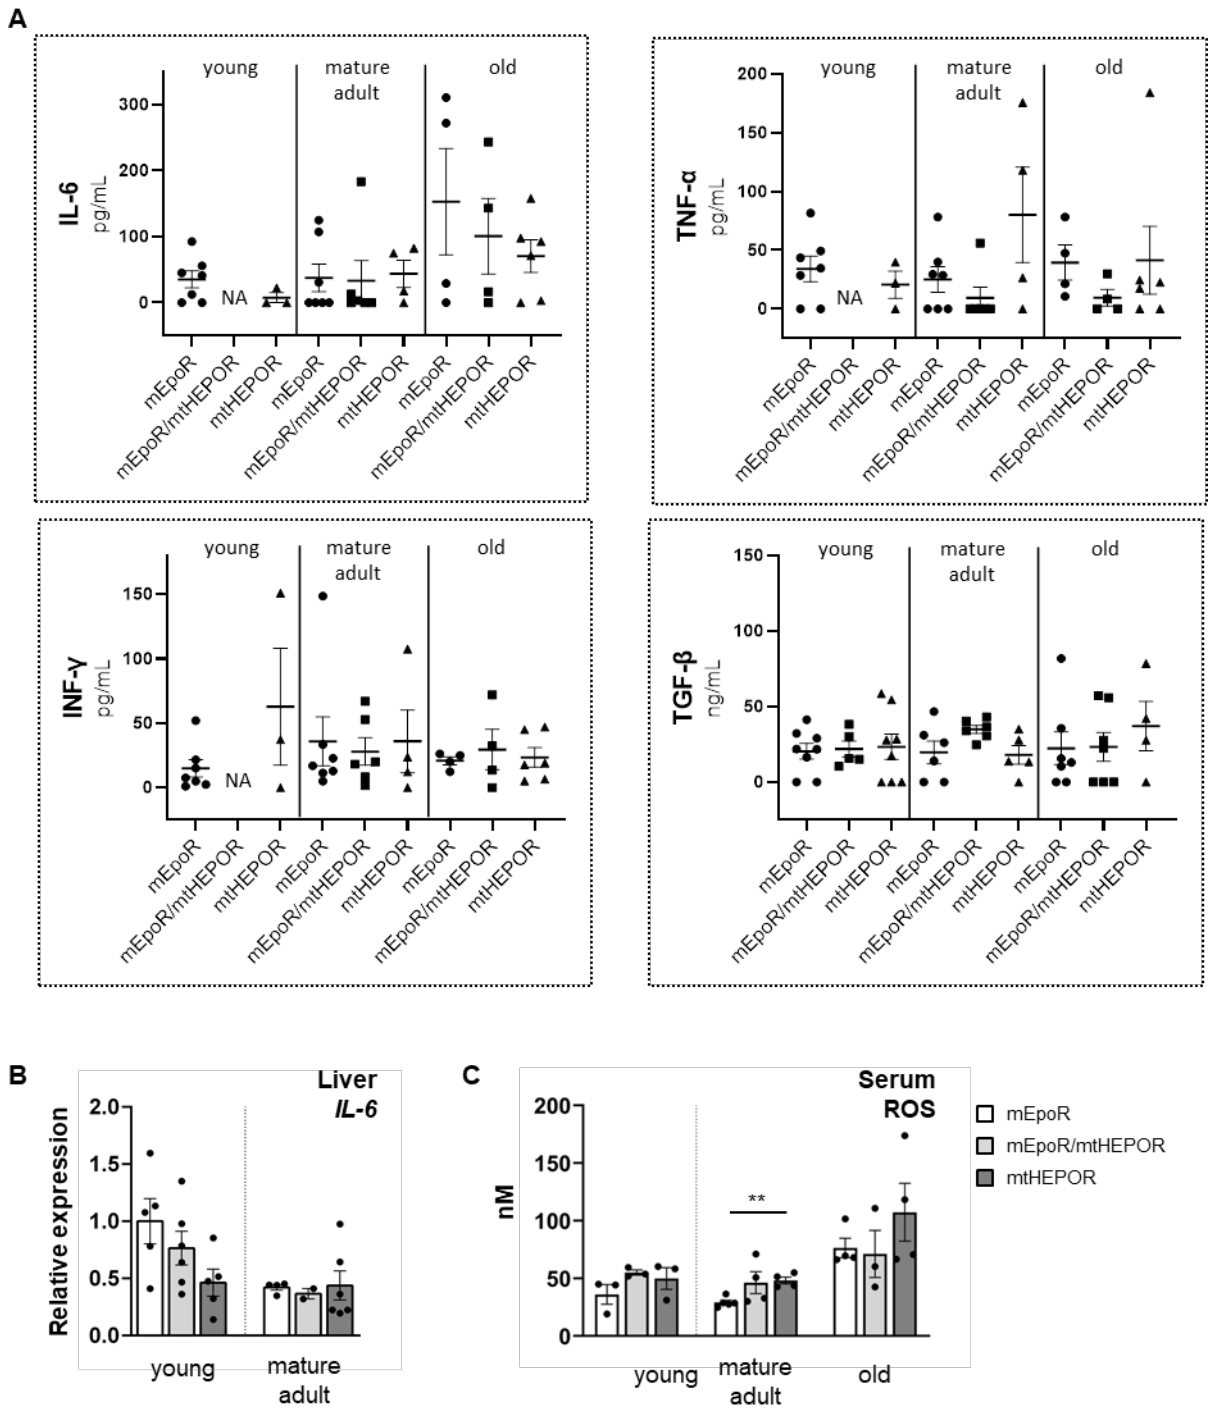 A
young
mature
adult
old
IL-6
pg/mL
300
200
100
0
NA
mEpoR
mEpoR/mtHEPOR
mtHEPOR
mEpoR
mEpoR/mtHEPOR
mtHEPOR
mEpoR
mEpoR/mtHEPOR
mtHEPOR
young
mature
adult
old
TNF-α
pg/mL
200
150
100
50
0
NA
mEpoR
mEpoR/mtHEPOR
mtHEPOR
mEpoR
mEpoR/mtHEPOR
mtHEPOR
mEpoR
mEpoR/mtHEPOR
mtHEPOR
young
mature
adult
old
INF-γ
pg/mL
150
100
50
0
NA
mEpoR
mEpoR/mtHEPOR
mtHEPOR
mEpoR
mEpoR/mtHEPOR
mtHEPOR
mEpoR
mEpoR/mtHEPOR
mtHEPOR
young
mature
adult
old
TGF-β
ng/mL
150
100
50
0
mEpoR
mEpoR/mtHEPOR
mtHEPOR
mEpoR
mEpoR/mtHEPOR
mtHEPOR
mEpoR
mEpoR/mtHEPOR
mtHEPOR
B
Liver
IL-6
Relative expression
2.0
1.5
1.0
0.5
0.0
young
mature
adult
C
Serum
ROS
nM
200
150
100
50
0
**
young
mature
adult
old
mEpoR
mEpoR/mtHEPOR
mtHEPOR